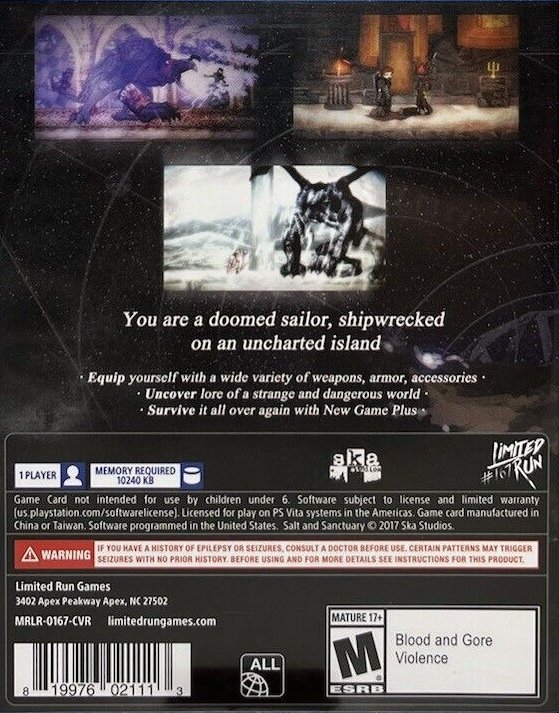 You are a doomed sailor, shipwrecked
on an uncharted island
· Equip yourself with a wide variety of weapons, armor, accessories ·
· Uncover lore of a strange and dangerous world ·
· Survive it all over again with New Game Plus ·
ska
STUDIOS
LIMITED
RUN
#167
1 PLAYER
MEMORY REQUIRED
10240 KB
Game Card not intended for use by children under 6. Software subject to license and limited warranty
(us.playstation.com/softwarelicense). Licensed for play on PS Vita systems in the Americas. Game card manufactured in
China or Taiwan. Software programmed in the United States. Salt and Sanctuary © 2017 Ska Studios.
WARNING
IF YOU HAVE A HISTORY OF EPILEPSY OR SEIZURES, CONSULT A DOCTOR BEFORE USE. CERTAIN PATTERNS MAY TRIGGER
SEIZURES WITH NO PRIOR HISTORY. BEFORE USING AND FOR MORE DETAILS SEE INSTRUCTIONS FOR THIS PRODUCT.
Limited Run Games
3402 Apex Peakway Apex, NC 27502
MRLR-0167-CVR limitedrungames.com
8 19976 02111 3
ALL
MATURE 17+
M
ESRB
Blood and Gore
Violence